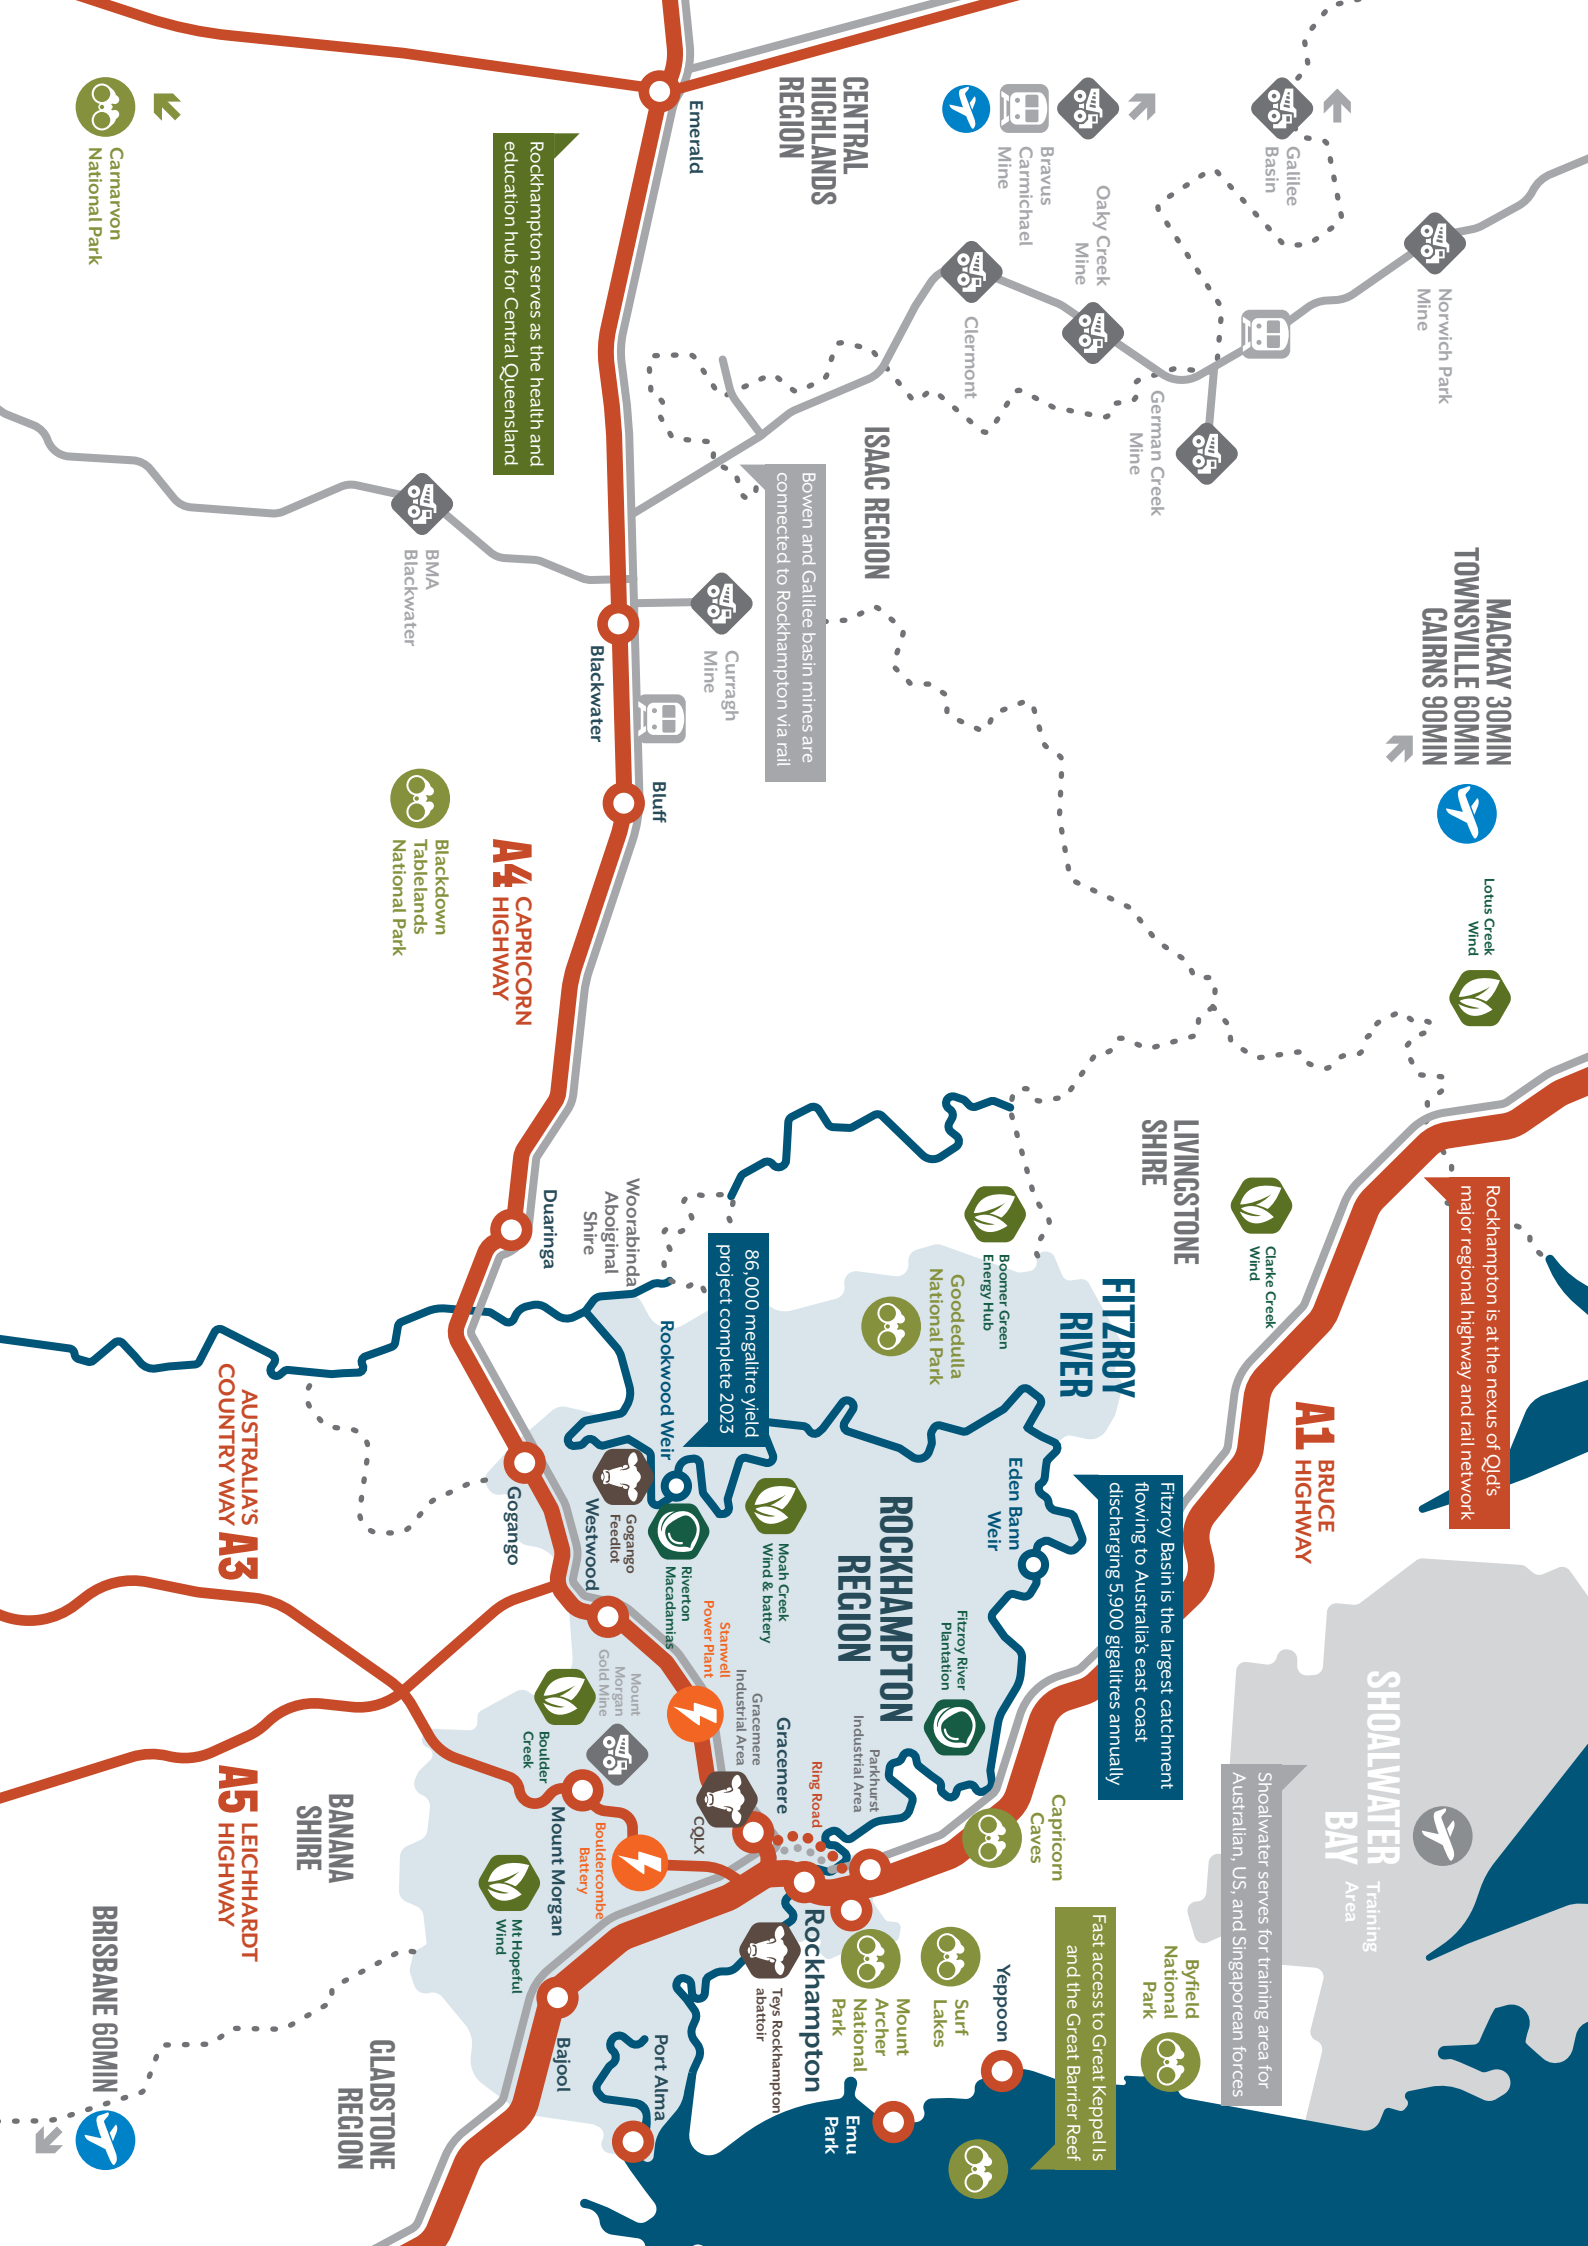 MACKAY 30MIN
TOWNSVILLE 60MIN
CAIRNS 90MIN
Lotus Creek
Wind
Rockhampton is at the nexus of Qld's
major regional highway and rail network
Norwich Park
Mine
Galilee
Basin
Oaky Creek
Mine
Bravus
Carmichael
Mine
German Creek
Mine
Clermont
CENTRAL
HIGHLANDS
REGION
ISAAC REGION
Bowen and Galilee basin mines are
connected to Rockhampton via rail
Curragh
Mine
Emerald
Rockhampton serves as the health and
education hub for Central Queensland
Carnarvon
National Park
BMA
Blackwater
Blackwater
Bluff
Blackdown
Tablelands
National Park
A4 CAPRICORN
HIGHWAY
Duaringa
Woorabinda
Aboiginal
Shire
LIVINGSTONE
SHIRE
Clarke Creek
Wind
Boomer Green
Energy Hub
Goodedulla
National Park
FITZROY
RIVER
A1 BRUCE
HIGHWAY
86,000 megalitre yield
project complete 2023
Rookwood Weir
Eden Bann
Weir
Fitzroy Basin is the largest catchment
flowing to Australia's east coast
discharging 5,900 gigalitres annually
ROCKHAMPTON
REGION
Moah Creek
Wind & battery
Riverton
Macadamias
Gogango
Feedlot
Westwood
Gogango
AUSTRALIA'S
COUNTRY WAY A3
Fitzroy River
Plantation
Stanwell
Power Plant
Gracemere
Industrial Area
Gracemere
Parkhurst
Industrial Area
Ring Road
Mount
Morgan
Gold Mine
Boulder
Creek
CQLX
Mount Morgan
Bouldercombe
Battery
Mt Hopeful
Wind
A5 LEICHHARDT
HIGHWAY
BANANA
SHIRE
BRISBANE 60MIN
GLADSTONE
REGION
Bajool
Port Alma
Rockhampton
Teys Rockhampton
abattoir
Capricorn
Caves
Mount
Archer
National
Park
Surf
Lakes
Yeppoon
Emu
Park
Fast access to Great Keppel Is
and the Great Barrier Reef
Byfield
National
Park
SHOALWATER
BAY Training
Area
Shoalwater serves for training area for
Australian, US, and Singaporean forces